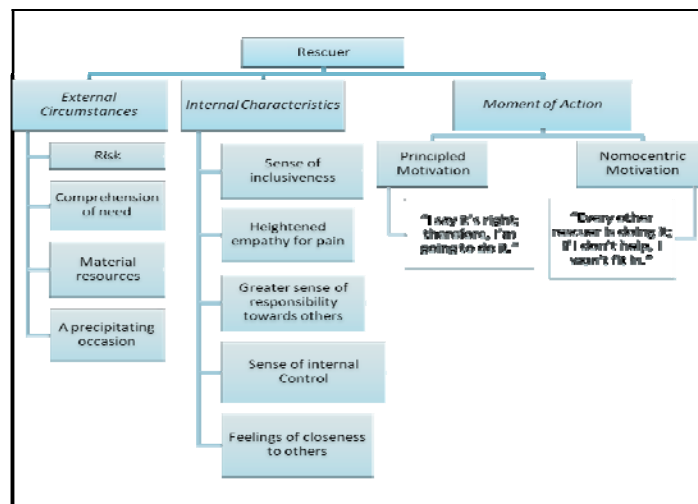 Rescuer
External
Circumstances
Risk
Comprehension
of need
Material
resources
A precipitating
occasion
Internal Characteristics
Sense of
inclusiveness
Heightened
empathy for pain
Greater sense of
responsibility
towards others
Sense of internal
Control
Feelings of closeness
to others
Moment of Action
Principled
Motivation
“I say it’s right;
therefore, I’m
going to do it.”
Nomocentric
Motivation
“Every other
rescuer is doing it;
if I don’t help, I
won’t fit in.”